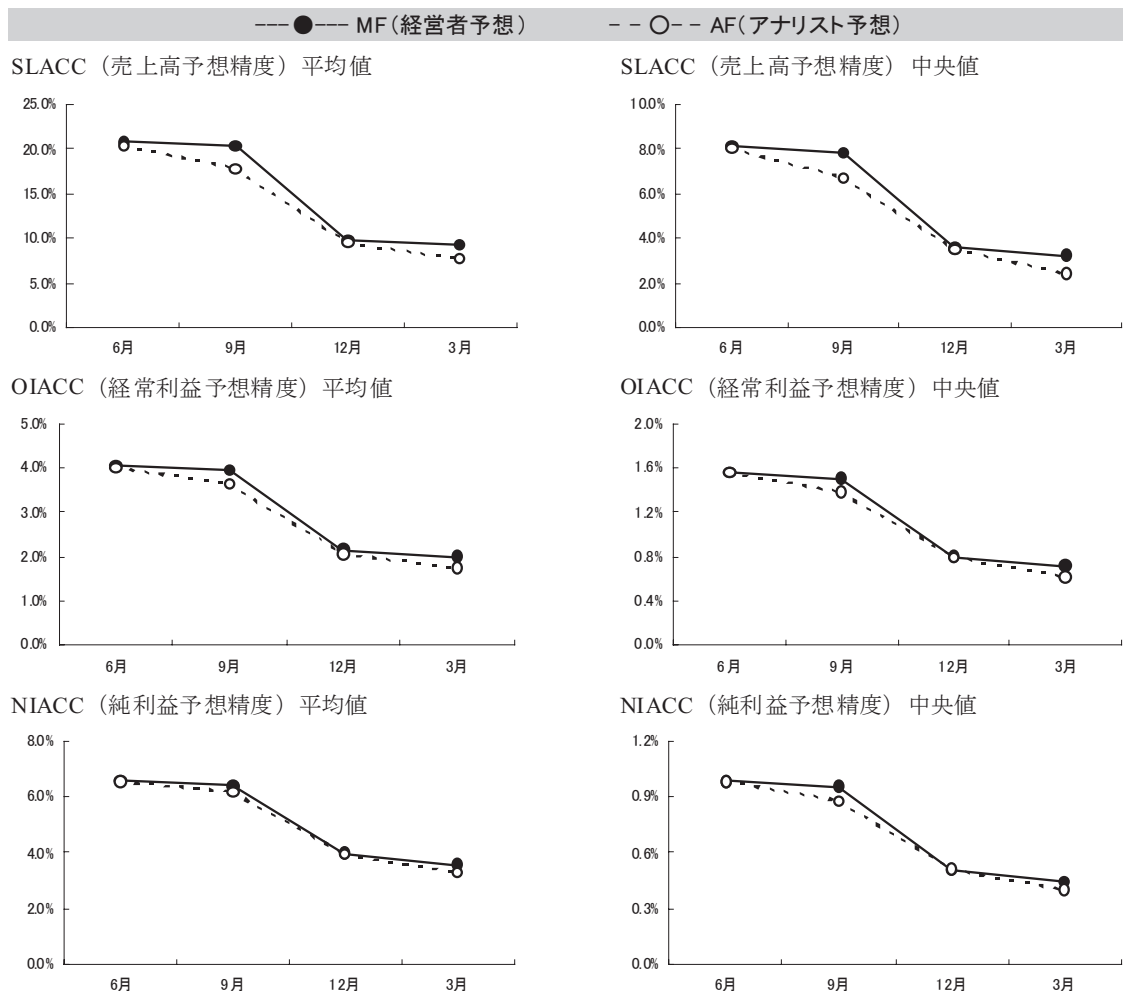 MF(経営者予想) AF(アナリスト予想)
SLACC（売上高予想精度）平均値
25.0%
20.0%
15.0%
10.0%
5.0%
0.0%
6月 9月 12月 3月
SLACC（売上高予想精度）中央値
10.0%
8.0%
6.0%
4.0%
2.0%
0.0%
6月 9月 12月 3月
OIACC（経常利益予想精度）平均値
5.0%
4.0%
3.0%
2.0%
1.0%
0.0%
6月 9月 12月 3月
OIACC（経常利益予想精度）中央値
2.0%
1.6%
1.2%
0.8%
0.4%
0.0%
6月 9月 12月 3月
NIACC（純利益予想精度）平均値
8.0%
6.0%
4.0%
2.0%
0.0%
6月 9月 12月 3月
NIACC（純利益予想精度）中央値
1.2%
0.9%
0.6%
0.3%
0.0%
6月 9月 12月 3月